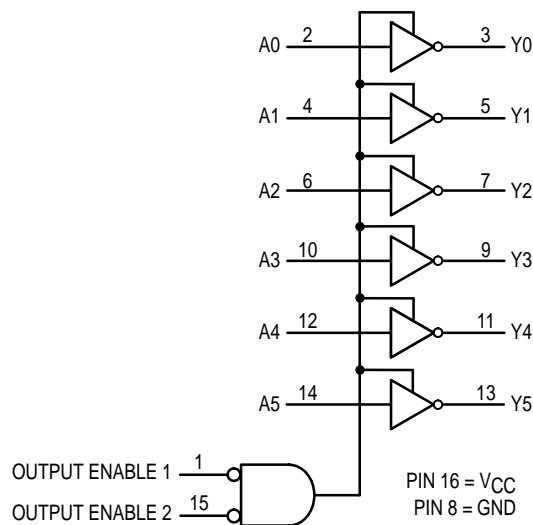 A0 2 3 Y0
A1 4 5 Y1
A2 6 7 Y2
A3 10 9 Y3
A4 12 11 Y4
A5 14 13 Y5
OUTPUT ENABLE 1 1
OUTPUT ENABLE 2 15
PIN 16 = VCC
PIN 8 = GND